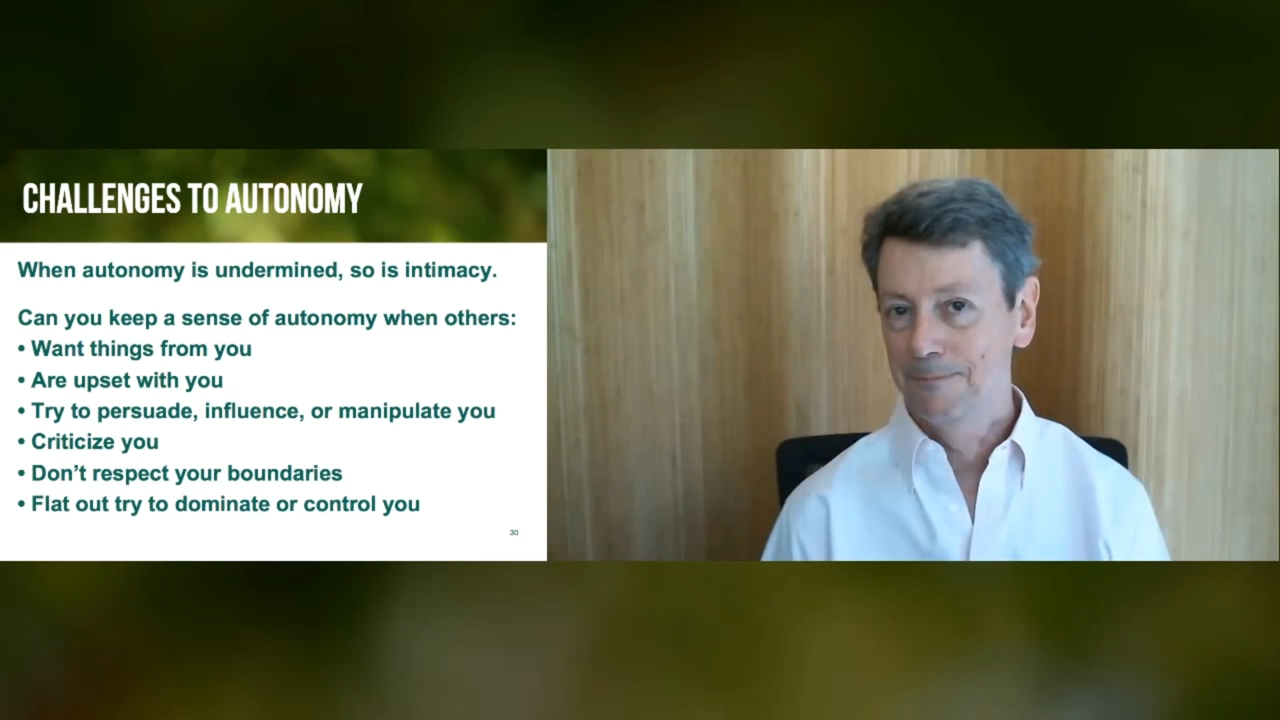 CHALLENGES TO AUTONOMY
When autonomy is undermined, so is intimacy.
Can you keep a sense of autonomy when others:
• Want things from you
• Are upset with you
• Try to persuade, influence, or manipulate you
• Criticize you
• Don’t respect your boundaries
• Flat out try to dominate or control you
30